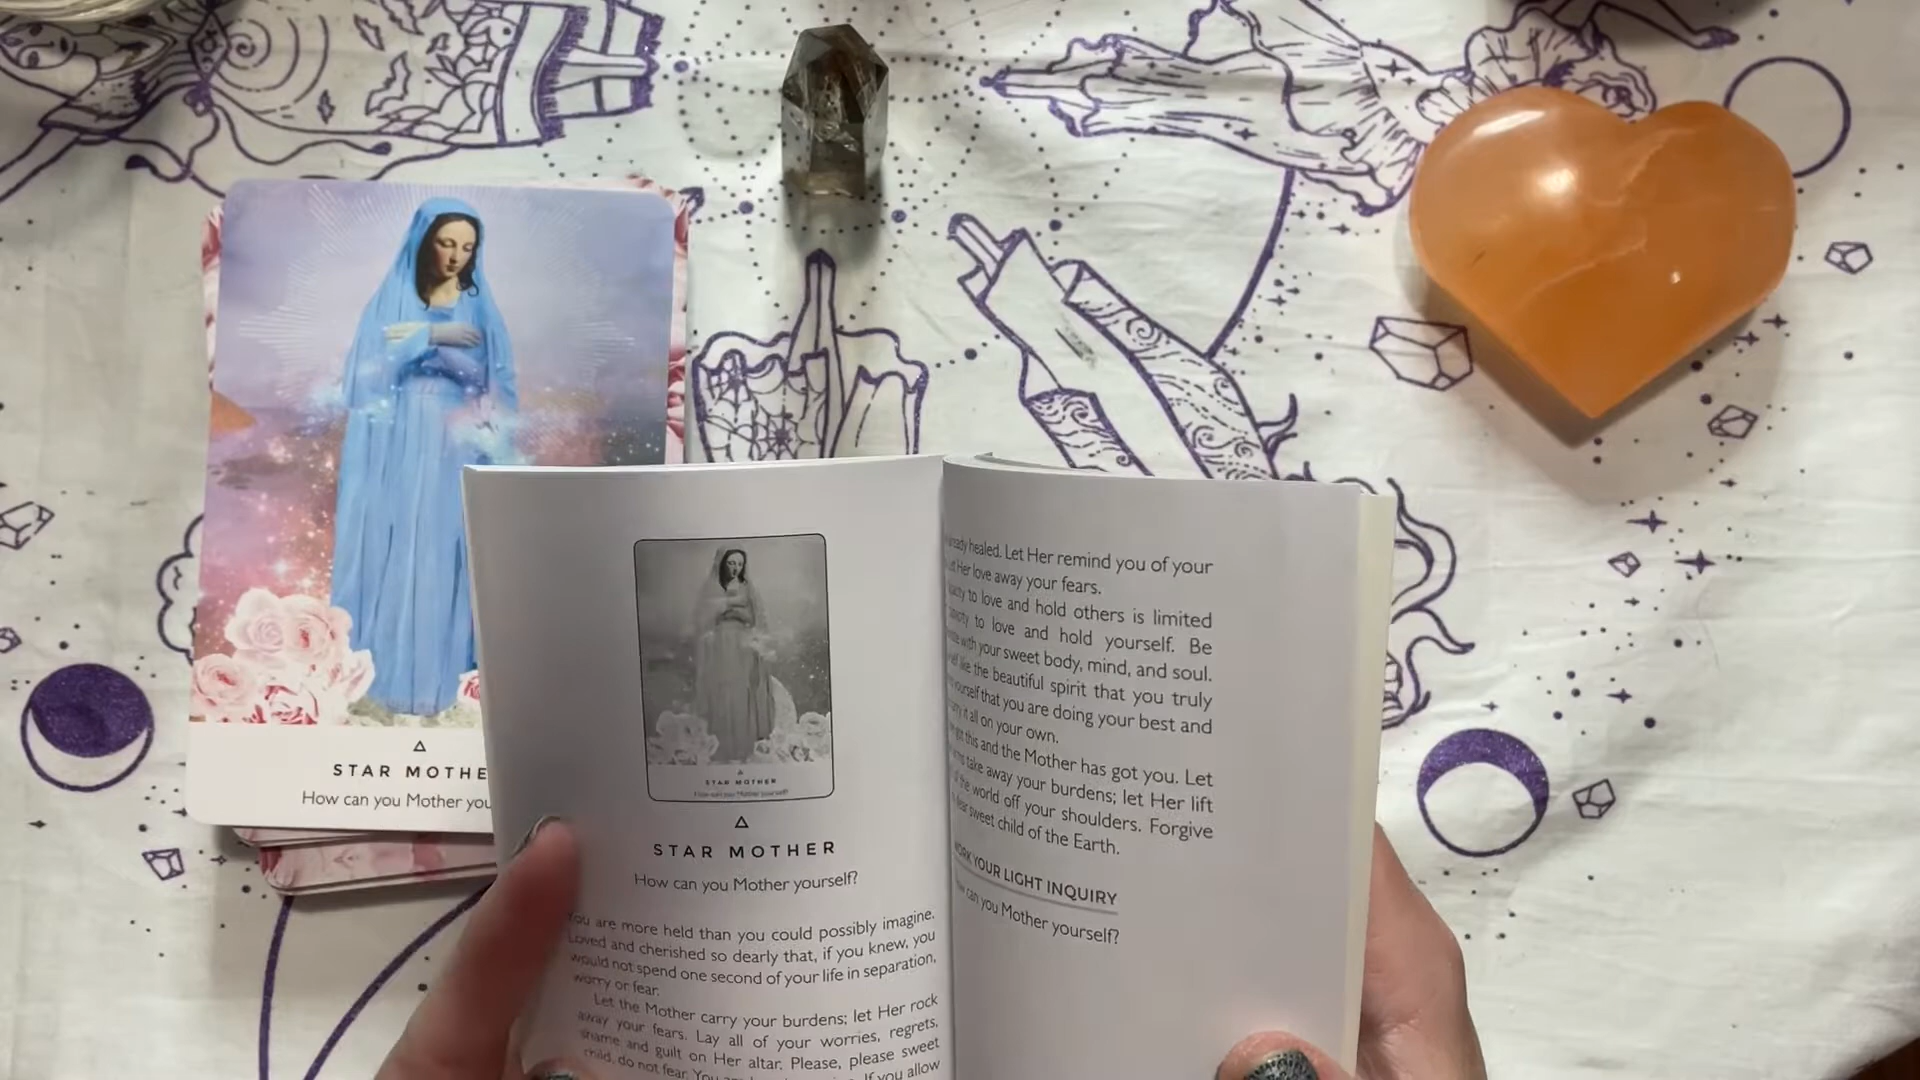 STAR MOTHE
How can you Mother you
STAR MOTHER
How can you Mother yourself?
STAR MOTHER
How can you Mother yourself?
You are more held than you could possibly imagine.
Loved and cherished so dearly that, if you knew, you
would not spend one second of your life in separation,
worry or fear.
Let the Mother carry your burdens; let Her rock
away your fears. Lay all of your worries, regrets,
shame and guilt on Her altar. Please, please sweet
child, do not fear. You
If you allow
healed. Let Her remind you of your
Her love away your fears.
to love and hold others is limited
to love and hold yourself. Be
with your sweet body, mind, and soul.
like the beautiful spirit that you truly
yourself that you are doing your best and
it all on your own.
this and the Mother has got you. Let
take away your burdens; let Her lift
the world off your shoulders. Forgive
sweet child of the Earth.
WORK YOUR LIGHT INQUIRY
How can you Mother yourself?